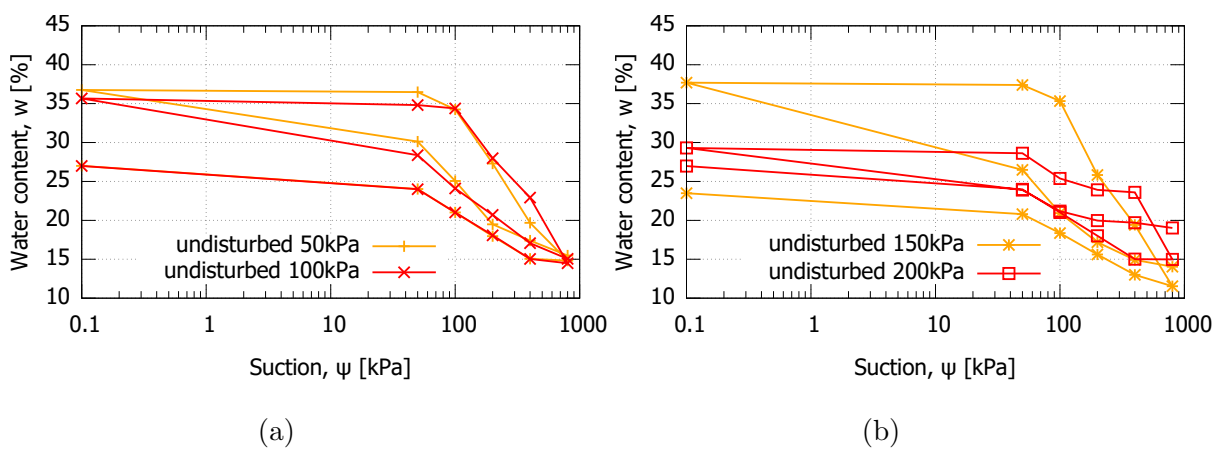 45
40
35
30
25
20
15
10
0.1
1
10
100
1000
Water content, w [%]
Suction, ψ [kPa]
undisturbed 50kPa
undisturbed 100kPa
(a)
45
40
35
30
25
20
15
10
0.1
1
10
100
1000
Water content, w [%]
Suction, ψ [kPa]
undisturbed 150kPa
undisturbed 200kPa
(b)